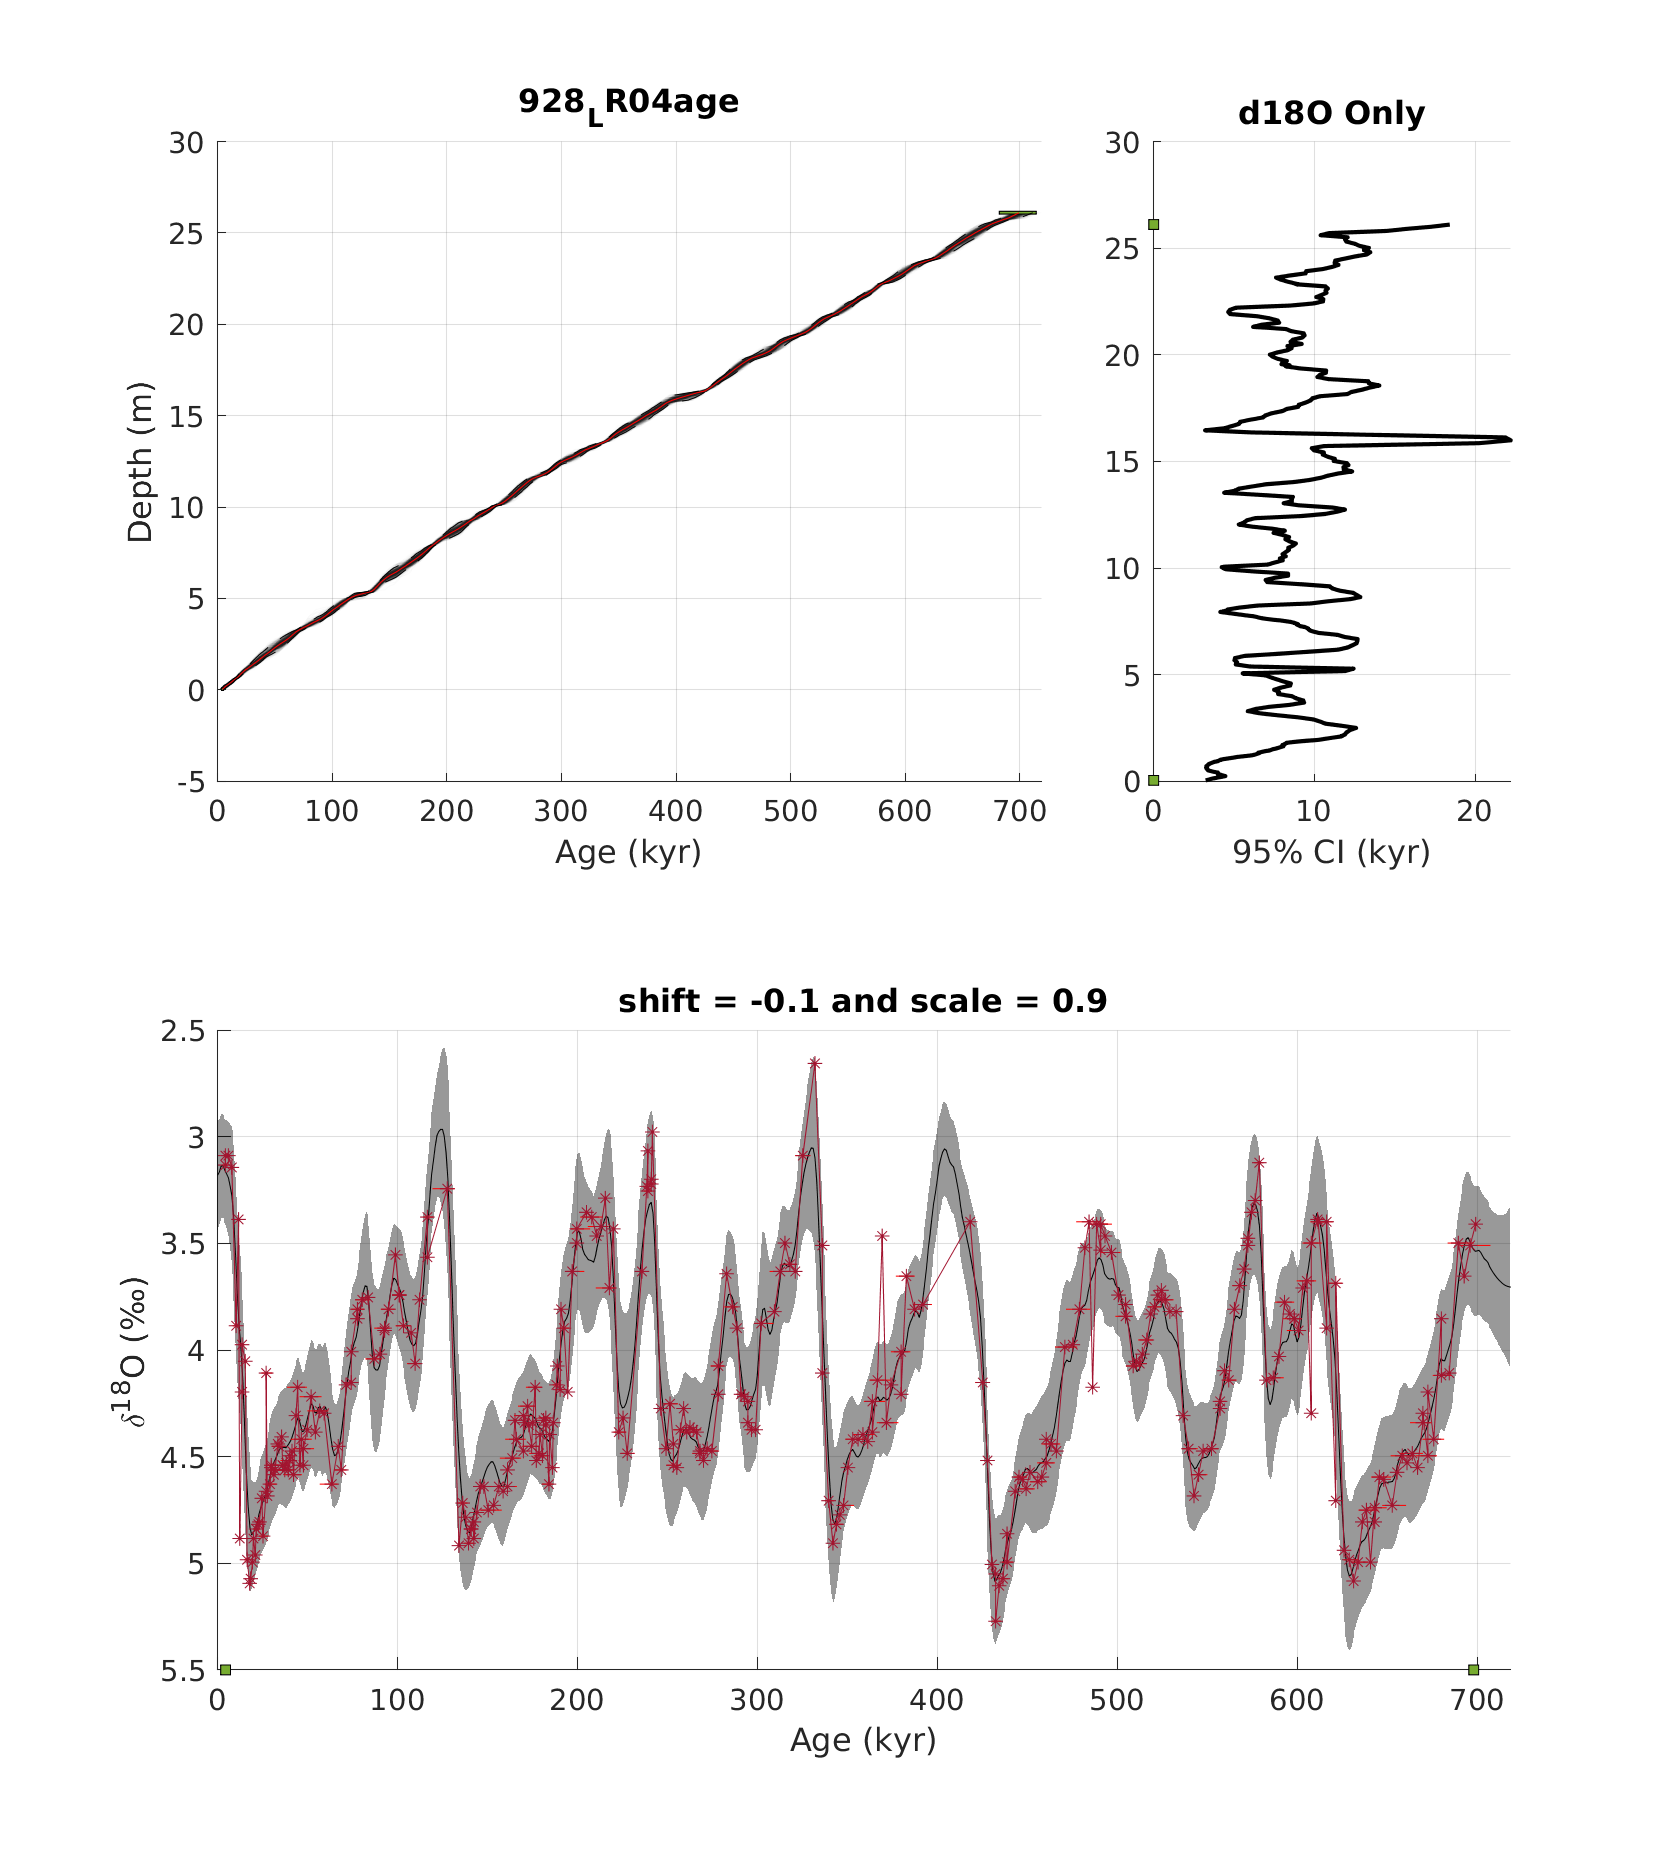 928LR04age
30
25
20
15
10
5
0
-5
Depth (m)
0 100 200 300 400 500 600 700
Age (kyr)
d18O Only
30
25
20
15
10
5
0
0 10 20
95% CI (kyr)
shift = -0.1 and scale = 0.9
2.5
3
3.5
4
4.5
5
5.5
δ18O (‰)
0 100 200 300 400 500 600 700
Age (kyr)